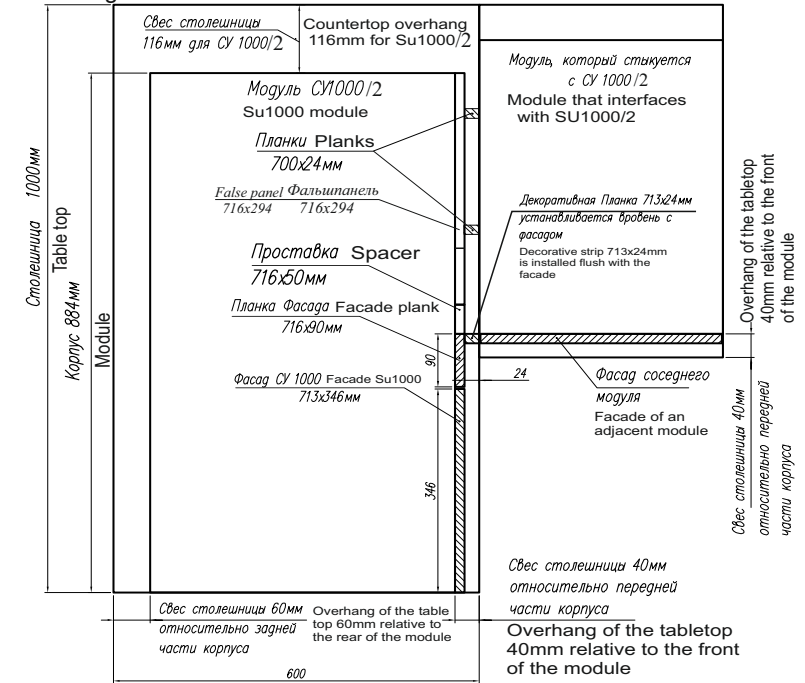 Свес столешницы
116мм для СУ 1000/2
Countertop overhang
116mm for Su1000/2
Модуль СУ1000/2
Su1000 module
Модуль, который стыкуется
с СУ 1000/2
Module that interfaces
with SU1000/2
Планки Planks
700x24мм
False panel Фальшпанель
716x294 716x294
Декоративная Планка 713x24мм
устанавливается вровень с
фасадом
Decorative strip 713x24mm
is installed flush with the
facade
Проставка Spacer
716x50мм
Планка Фасада Facade plank
716x90мм
Фасад СУ 1000 Facade Su1000
713x346мм
90
24
346
Фасад соседнего
модуля
Facade of an
adjacent module
Столешница 1000мм
Table top
Корпус 884мм
Module
Overhang of the tabletop
40mm relative to the front
of the module
Свес столешницы 40мм
относительно передней
части корпуса
Свес столешницы 60мм
относительно задней
части корпуса
Overhang of the table
top 60mm relative to
the rear of the module
Свес столешницы 40мм
относительно передней
части корпуса
Overhang of the tabletop
40mm relative to the front
of the module
600